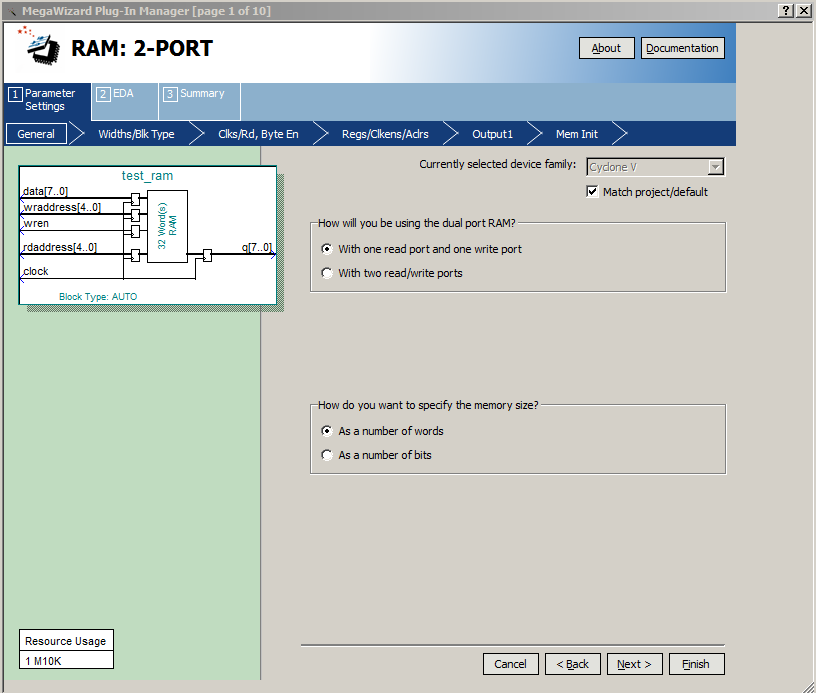 MegaWizard Plug-In Manager [page 1 of 10]
RAM: 2-PORT
About
Documentation
1 Parameter Settings
2 EDA
3 Summary
General
Widths/Blk Type
Clks/Rd, Byte En
Regs/Clkens/Aclrs
Output1
Mem Init
test_ram
data[7..0]
wraddress[4..0]
wren
rdaddress[4..0]
clock
32 Word(s)
RAM
q[7..0]
Block Type: AUTO
Currently selected device family:
Cyclone V
Match project/default
How will you be using the dual port RAM?
With one read port and one write port
With two read/write ports
How do you want to specify the memory size?
As a number of words
As a number of bits
Resource Usage
1 M10K
Cancel
< Back
Next >
Finish